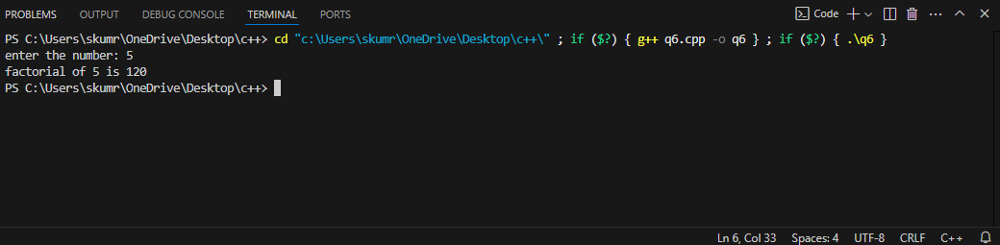 PROBLEMS OUTPUT DEBUG CONSOLE TERMINAL PORTS Code
PS C:\Users\skumr\OneDrive\Desktop\c++> cd "c:\Users\skumr\OneDrive\Desktop\c++\" ; if ($?) { g++ q6.cpp -o q6 } ; if ($?) { .\q6 }
enter the number: 5
factorial of 5 is 120
PS C:\Users\skumr\OneDrive\Desktop\c++>
Ln 6, Col 33 Spaces: 4 UTF-8 CRLF C++